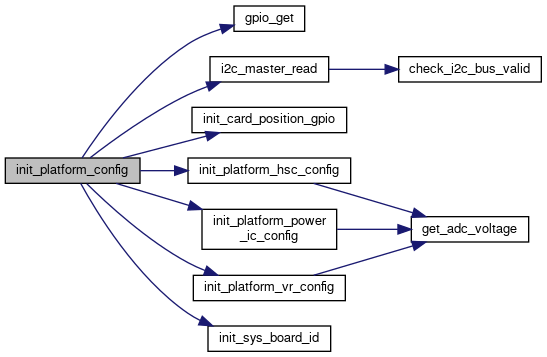 gpio_get
i2c_master_read
check_i2c_bus_valid
init_card_position_gpio
init_platform_config
init_platform_hsc_config
init_platform_power
_ic_config
get_adc_voltage
init_platform_vr_config
init_sys_board_id